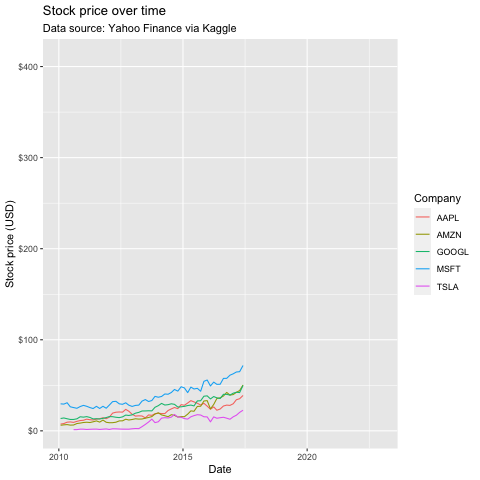 Stock price over time
Data source: Yahoo Finance via Kaggle
$400
$300
$200
$100
$0
Stock price (USD)
2010
2015
2020
Date
Company
AAPL
AMZN
GOOGL
MSFT
TSLA